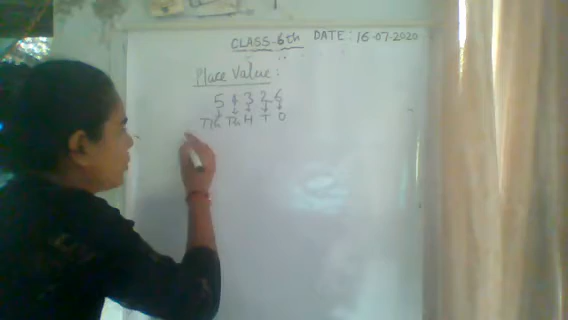 CLASS-6th DATE: 16-07-2020
Place Value:
5 4 3 2 6
TTh Th H T O